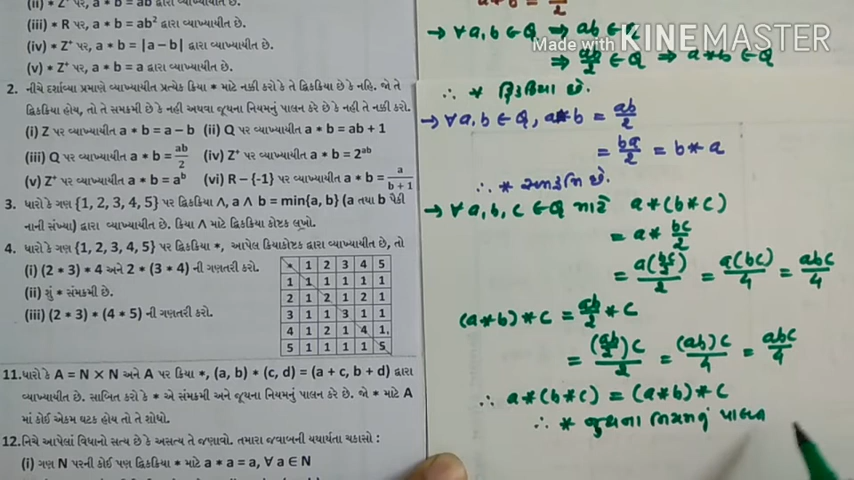 (ii) * Z⁺ પર, a * b = ab દ્વારા વ્યાખ્યાયીત છે.
(iii) * R પર, a * b = ab² દ્વારા વ્યાખ્યાયીત છે.
(iv) * Z⁺ પર, a * b = |a – b| દ્વારા વ્યાખ્યાયીત છે.
(v) * Z⁺ પર, a * b = a દ્વારા વ્યાખ્યાયીત છે.
2. નીચે દર્શાવ્યા પ્રમાણે વ્યાખ્યાયીત પ્રત્યેક ક્રિયા * માટે નક્કી કરો કે તે દ્વિક્ક્રિયા છે કે નહિ. જો તે
દ્વિક્ક્રિયા હોય, તો તે સમક્રમી છે કે નહી અથવા જૂથના નિયમનું પાલન કરે છે કે નહી તે નક્કી કરો.
(i) Z પર વ્યાખ્યાયીત a * b = a – b (ii) Q પર વ્યાખ્યાયીત a * b = ab + 1
(iii) Q પર વ્યાખ્યાયીત a * b = ab/2 (iv) Z⁺ પર વ્યાખ્યાયીત a * b = 2^ab
(v) Z⁺ પર વ્યાખ્યાયીત a * b = a^b (vi) R – {-1} પર વ્યાખ્યાયીત a * b = a/(b + 1)
3. ધારો કે ગણ {1, 2, 3, 4, 5} પર દ્વિક્ક્રિયા ∧, a ∧ b = min{a, b} (a તથા b પૈકી
નાની સંખ્યા) દ્વારા વ્યાખ્યાયીત છે. ક્રિયા ∧ માટે ક્રિયા કોષ્ટક લખો.
4. ધારો કે ગણ {1, 2, 3, 4, 5} પર દ્વિક્ક્રિયા *, આપેલ ક્રિયાકોષ્ટક દ્વારા વ્યાખ્યાયીત છે, તો
(i) (2 * 3) * 4 અને 2 * (3 * 4) ની ગણતરી કરો.
(ii) શું * સંમક્રમી છે.
(iii) (2 * 3) * (4 * 5) ની ગણતરી કરો.
* 1 2 3 4 5
1 1 1 1 1 1
2 1 2 1 2 1
3 1 1 3 1 1
4 1 2 1 4 1
5 1 1 1 1 5
11. ધારો કે A = N × N અને A પર ક્રિયા *, (a, b) * (c, d) = (a + c, b + d) દ્વારા
વ્યાખ્યાયીત છે. સાબિત કરો કે * એ સંમક્રમી અને જૂથના નિયમનું પાલન કરે છે. જો * માટે A
માં કોઈ એકમ ઘટક હોય તો તે શોધો.
12. નિચે આપેલાં વિધાનો સત્ય છે કે અસત્ય તે જણાવો. તમારા જવાબની યથાર્થતા ચકાસો :
(i) ગણ N પરની કોઈ પણ દ્વિક્ક્રિયા * માટે a * a = a, ∀ a ∈ N
→ ∀ a, b ∈ Q ⇒ ab ∈
Made with KINEMASTER
⇒ ab/2 ∈ Q ⇒ a * b ∈ Q
∴ * દ્વિક્ક્રિયા છે.
→ ∀ a, b ∈ Q, a * b = ab/2
= ba/2 = b * a
∴ * સમક્રમિ છે.
→ ∀ a, b, c ∈ Q માટે a * (b * c)
= a * bc/2
= a(bc/2)/2 = a(bc)/4 = abc/4
(a * b) * c = ab/2 * c
= (ab/2)c/2 = (ab)c/4 = abc/4
∴ a * (b * c) = (a * b) * c
∴ * જુથના નિયમનું પાલન